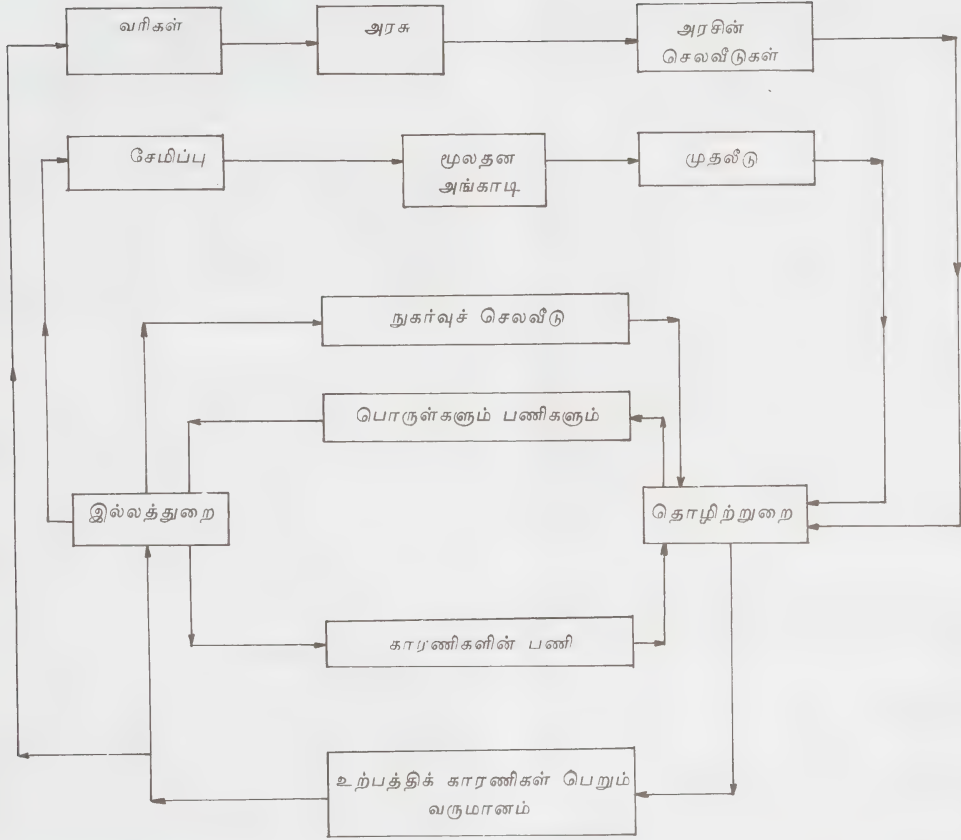 வரிகள்
அரசு
அரசின்
செலவீடுகள்
சேமிப்பு
மூலதன
அங்காடி
முதலீடு
நுகர்வுச் செலவீடு
பொருள்களும் பணிகளும்
இல்லத்துறை
தொழிற்றுறை
காரணிகளின் பணி
உற்பத்திக் காரணிகள் பெறும்
வருமானம்